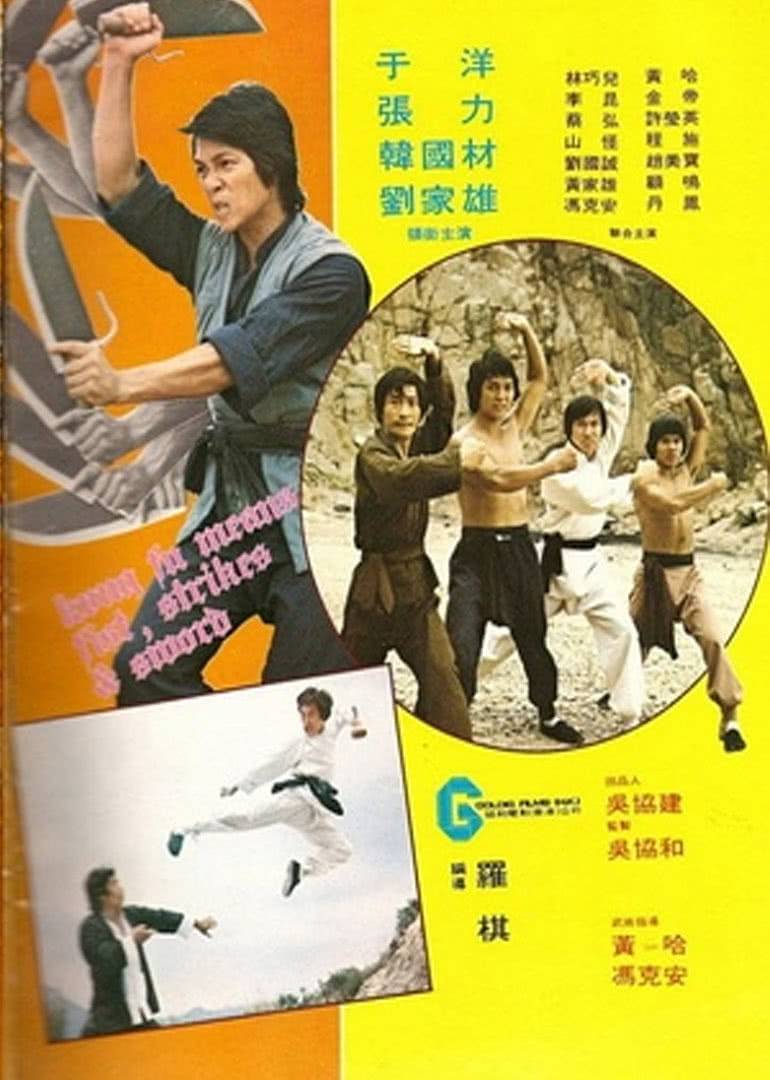 于洋
張力
韓國材
劉家雄
領銜主演
林巧兒 黃哈
李昆 金帝
蔡弘 許瑩英
山怪 程施
劉國誠 趙美寶
黃家雄 顧鳴
馮克安 丹鳳
聯合主演
kung fu means
fist, strikes
& sword
G
出品人
吳協建
監製
吳協和
編導
羅棋
武術指導
黃一哈
馮克安